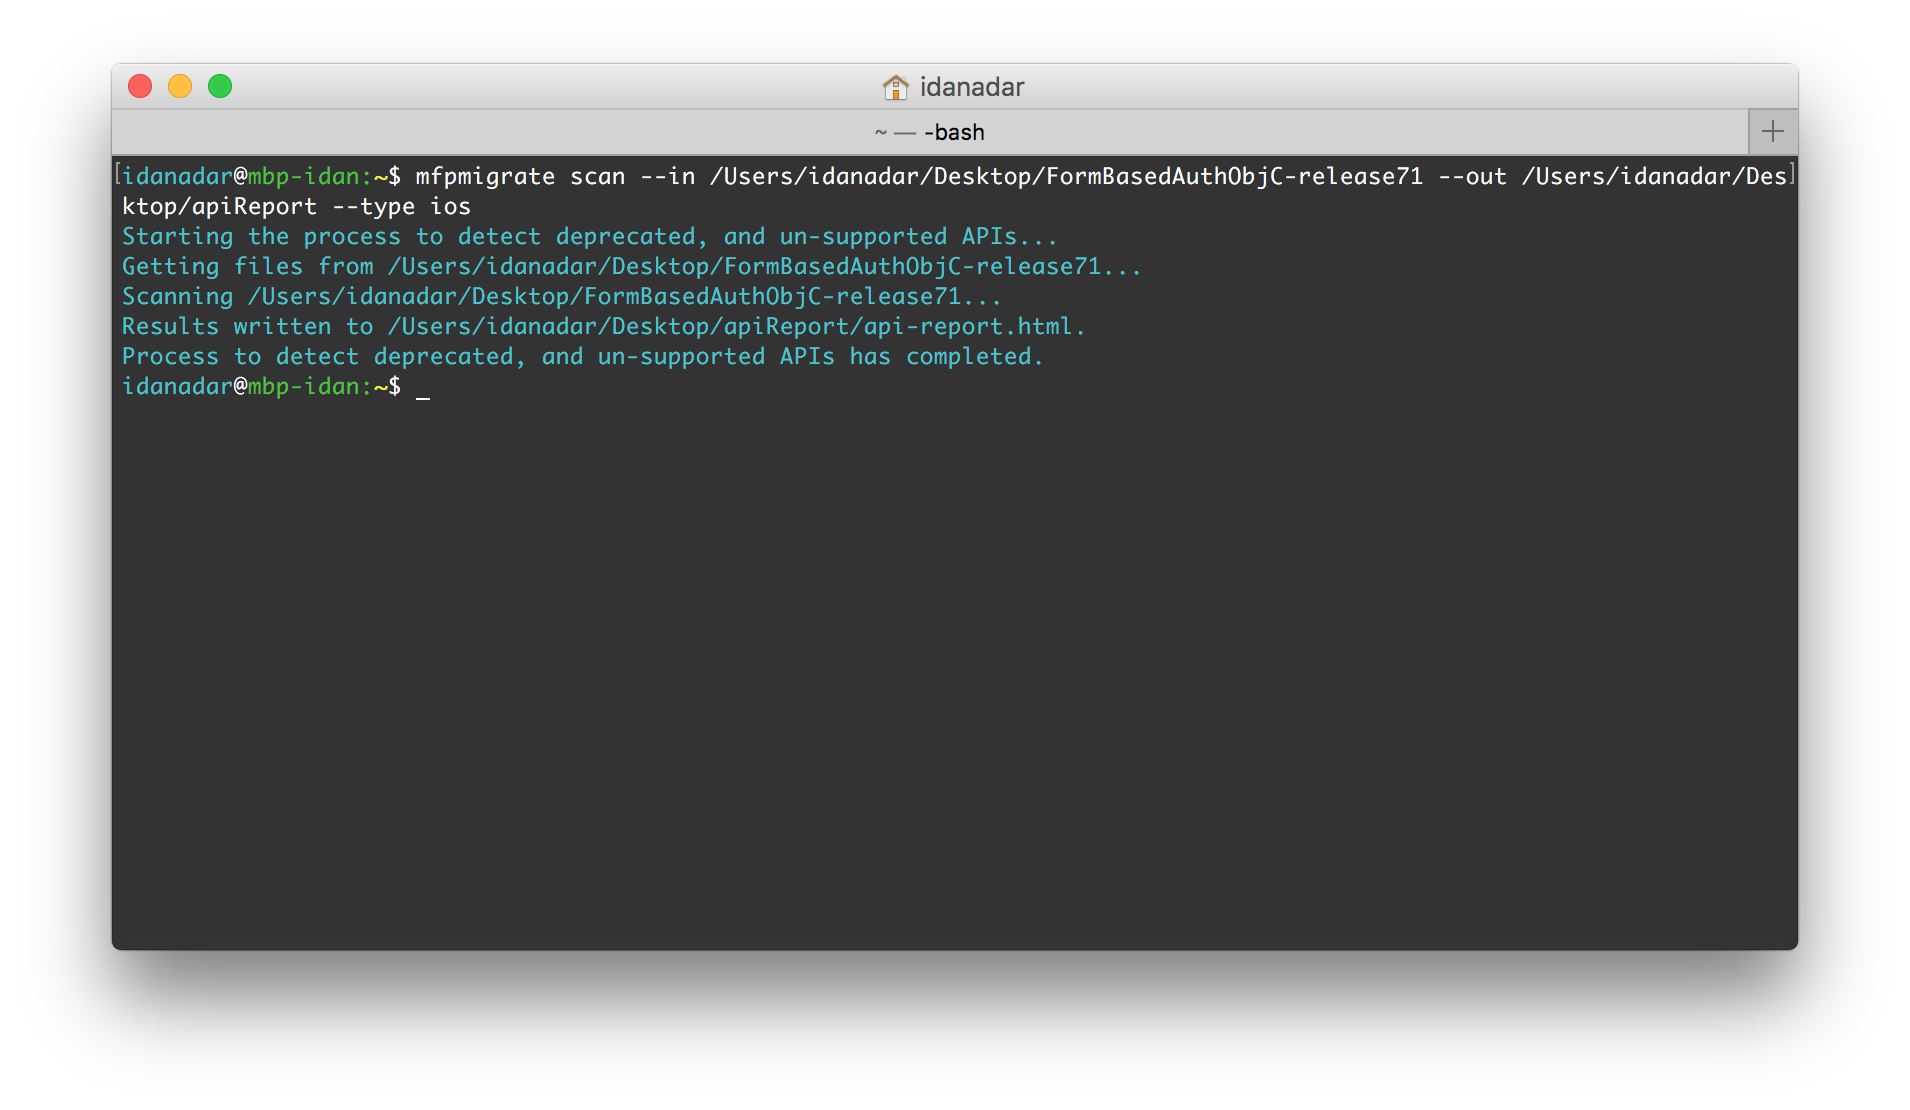 idanadar
~ — -bash
[idanadar@mbp-idan:~$ mfpmigrate scan --in /Users/idanadar/Desktop/FormBasedAuthObjC-release71 --out /Users/idanadar/Des]
ktop/apiReport --type ios
Starting the process to detect deprecated, and un-supported APIs...
Getting files from /Users/idanadar/Desktop/FormBasedAuthObjC-release71...
Scanning /Users/idanadar/Desktop/FormBasedAuthObjC-release71...
Results written to /Users/idanadar/Desktop/apiReport/api-report.html.
Process to detect deprecated, and un-supported APIs has completed.
idanadar@mbp-idan:~$ _